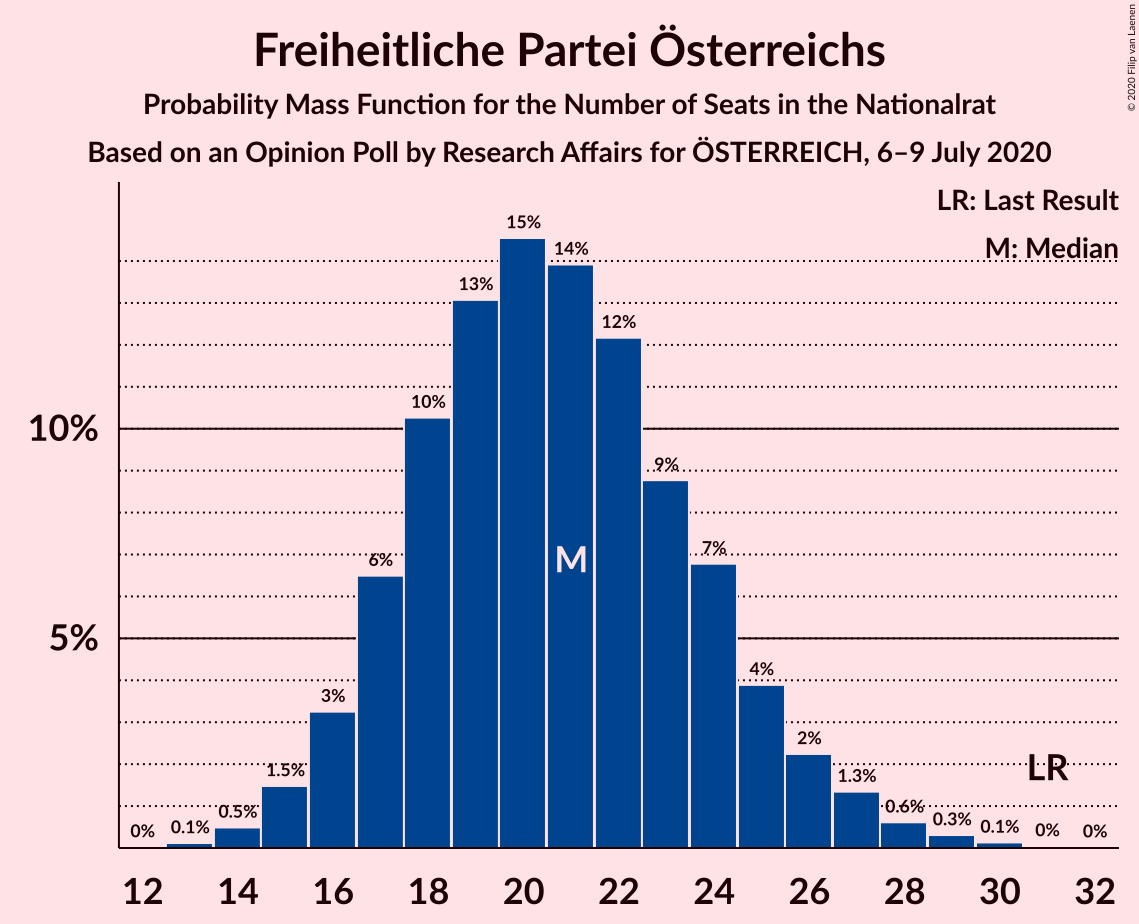 Freiheitliche Partei Österreichs
Probability Mass Function for the Number of Seats in the Nationalrat
Based on an Opinion Poll by Research Affairs for ÖSTERREICH, 6–9 July 2020
© 2020 Filip van Laenen
LR: Last Result
M: Median
10%
5%
0%
0.1%
0.5%
1.5%
3%
6%
10%
13%
15%
14%
12%
9%
7%
4%
2%
1.3%
0.6%
0.3%
0.1%
0%
0%
M
LR
12 14 16 18 20 22 24 26 28 30 32